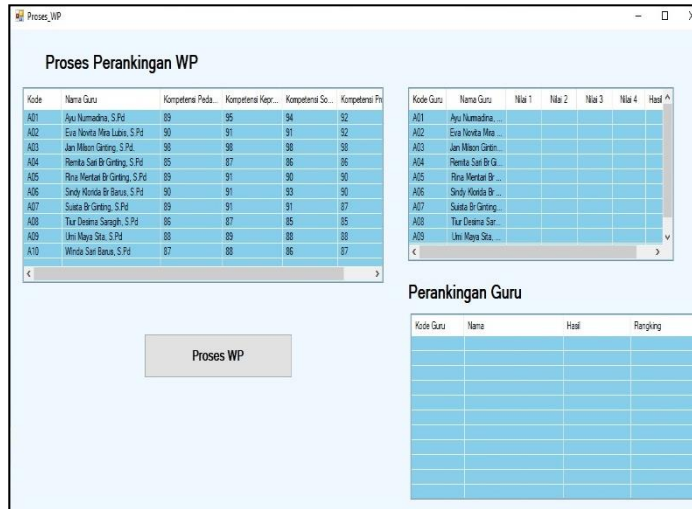 Proses_WP
Proses Perankingan WP
Kode Nama Guru Kompetensi Peda... Kompetensi Kepr... Kompetensi So... Kompetensi Pr
A01 Ayu Nurmadina, S.Pd 89 95 94 92
A02 Eva Novita Mira Lubis, S.Pd 90 91 91 92
A03 Jan Milson Ginting, S.Pd. 98 98 98 98
A04 Remita Sari Br Ginting, S.Pd 85 87 86 86
A05 Rina Mentari Br Ginting, S.Pd 89 91 90 90
A06 Sindy Klorida Br Barus, S.Pd 90 91 93 90
A07 Suista Br Ginting, S.Pd 89 91 91 87
A08 Tiur Desima Saragih, S.Pd 86 87 85 85
A09 Umi Maya Sita, S.Pd 88 89 88 88
A10 Winda Sari Barus, S.Pd 87 88 86 87
Proses WP
Kode Guru Nama Guru Nilai 1 Nilai 2 Nilai 3 Nilai 4 Hasil
A01 Ayu Nurmadina, ...
A02 Eva Novita Mira ...
A03 Jan Milson Gintin...
A04 Remita Sari Br Gi...
A05 Rina Mentari Br ...
A06 Sindy Klorida Br ...
A07 Suista Br Ginting...
A08 Tiur Desima Sar...
A09 Umi Maya Sita, ...
Perankingan Guru
Kode Guru Nama Hasil Rangking